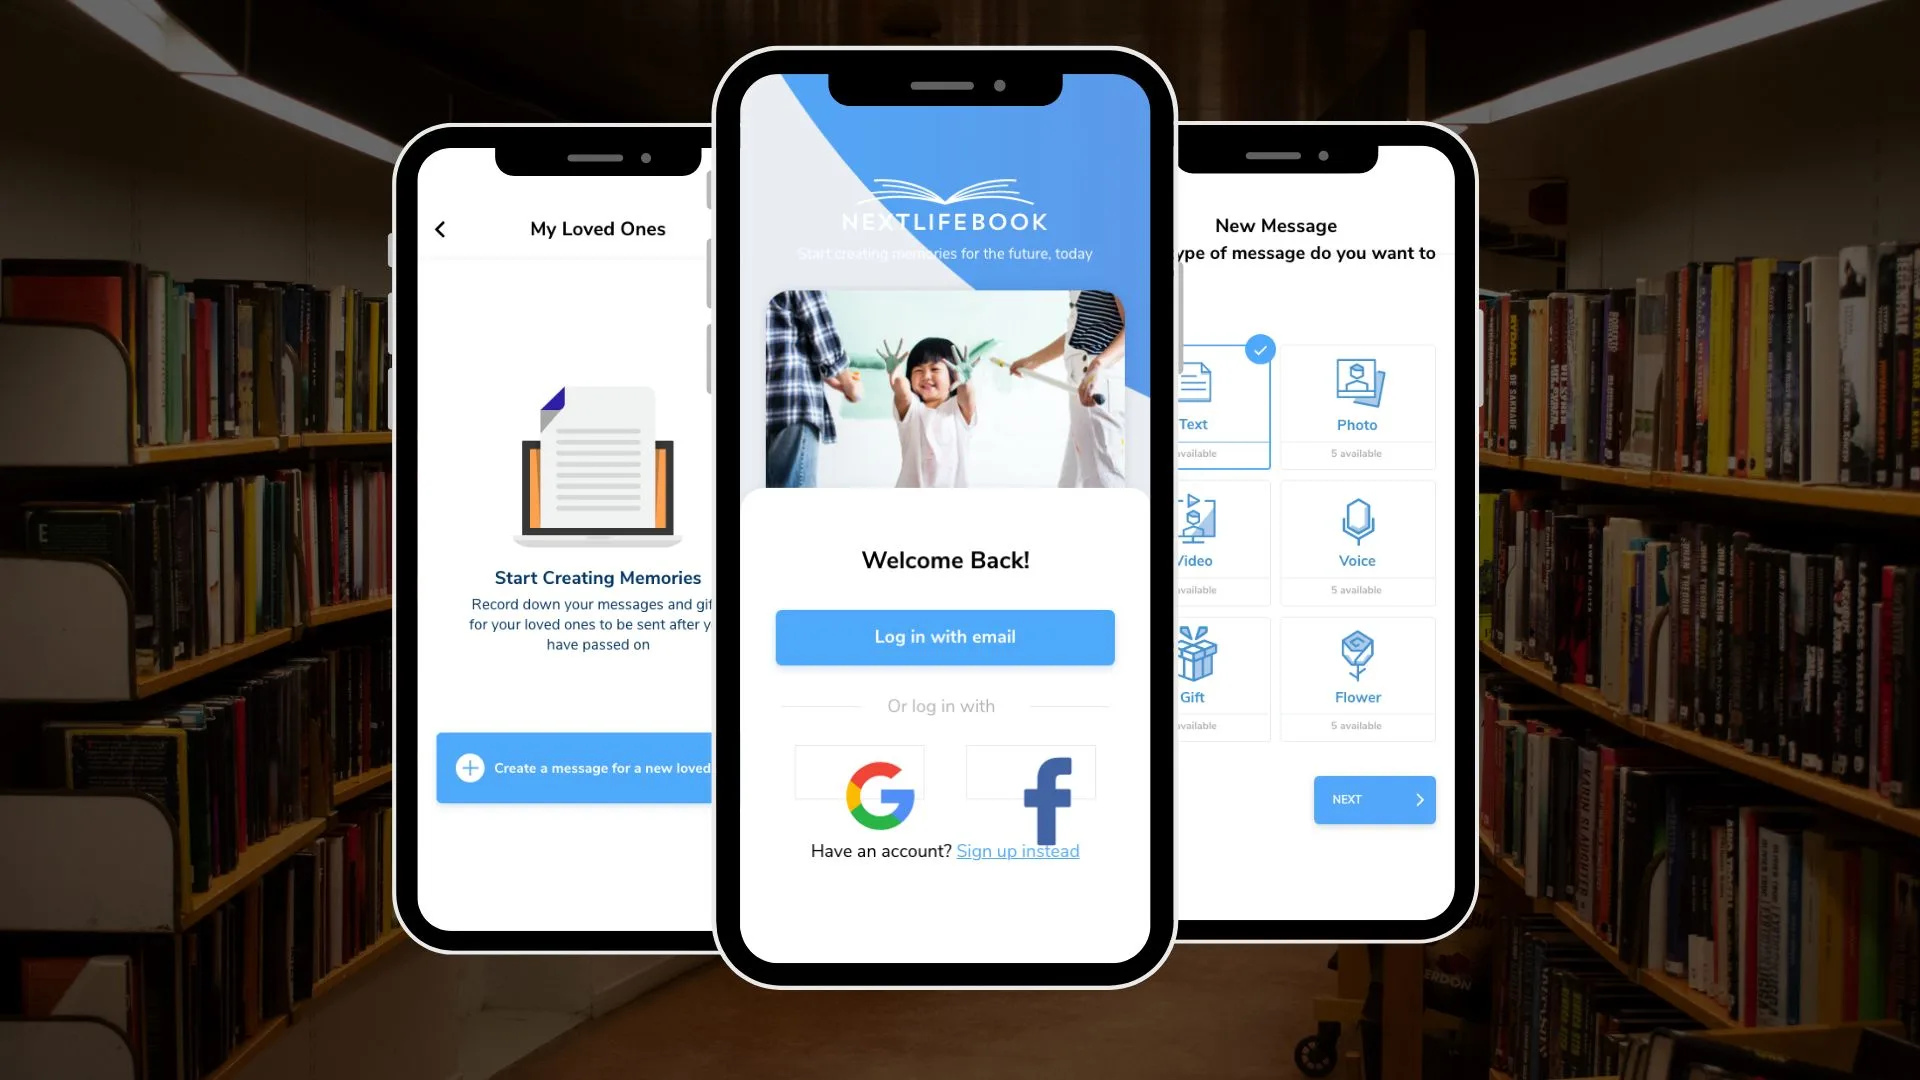 My Loved Ones
Start Creating Memories
Record down your messages and gif
for your loved ones to be sent after y
have passed on
Create a message for a new loved
NEXTLIFEBOOK
Start creating memories for the future, today
Welcome Back!
Log in with email
Or log in with
Have an account? Sign up instead
New Message
ype of message do you want to
Text
vailable
Photo
5 available
Video
vailable
Voice
5 available
Gift
vailable
Flower
5 available
NEXT